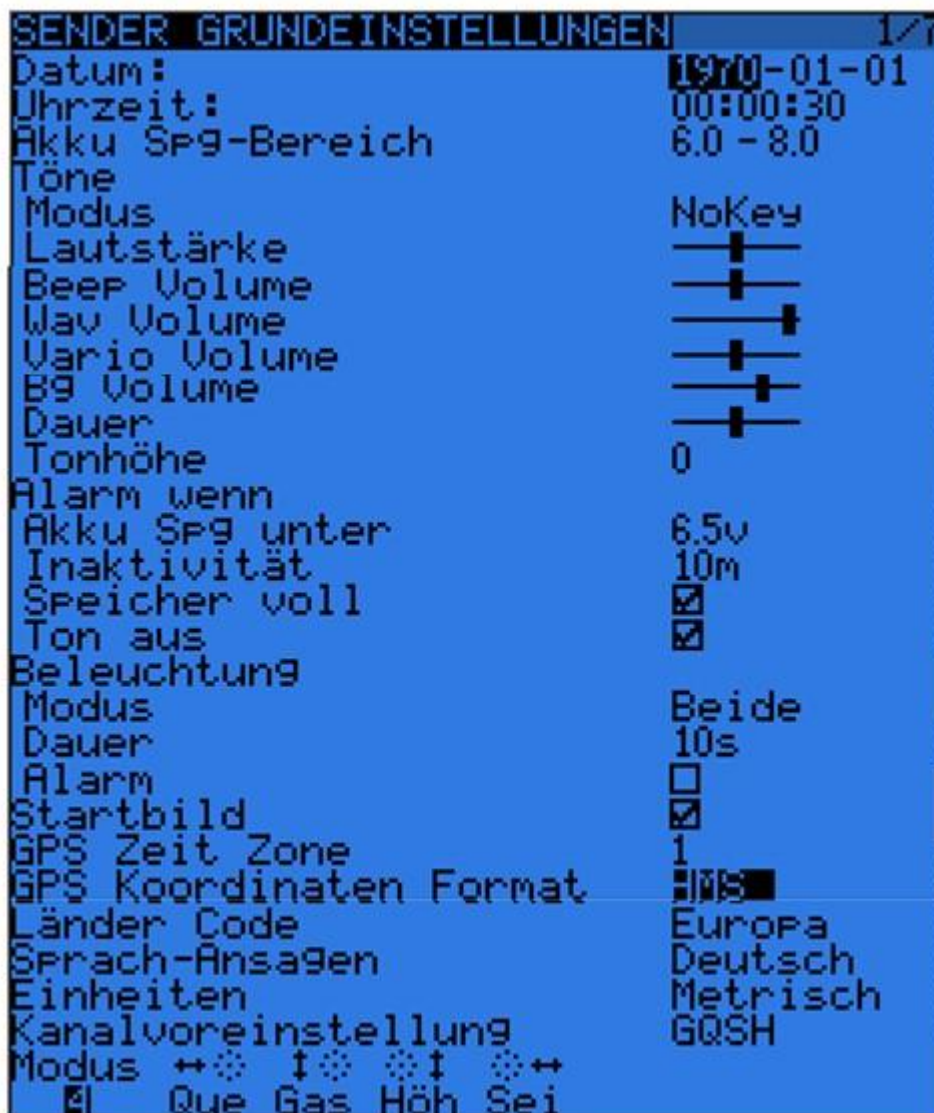 SENDER GRUNDEINSTELLUNGEN 1/7
Datum: 1970-01-01
Uhrzeit: 00:00:30
Akku Spg-Bereich 6.0 - 8.0
Töne
Modus NoKey
Lautstärke
Beep Volume
Wav Volume
Vario Volume
Bg Volume
Dauer
Tonhöhe 0
Alarm wenn
Akku Spg unter 6.5v
Inaktivität 10m
Speicher voll
Ton aus
Beleuchtung
Modus Beide
Dauer 10s
Alarm
Startbild
GPS Zeit Zone 1
GPS Koordinaten Format
Länder Code Europa
Sprach-Ansagen Deutsch
Einheiten Metrisch
Kanalvoreinstellung GQSH
Modus
Que Gas Höh Sei